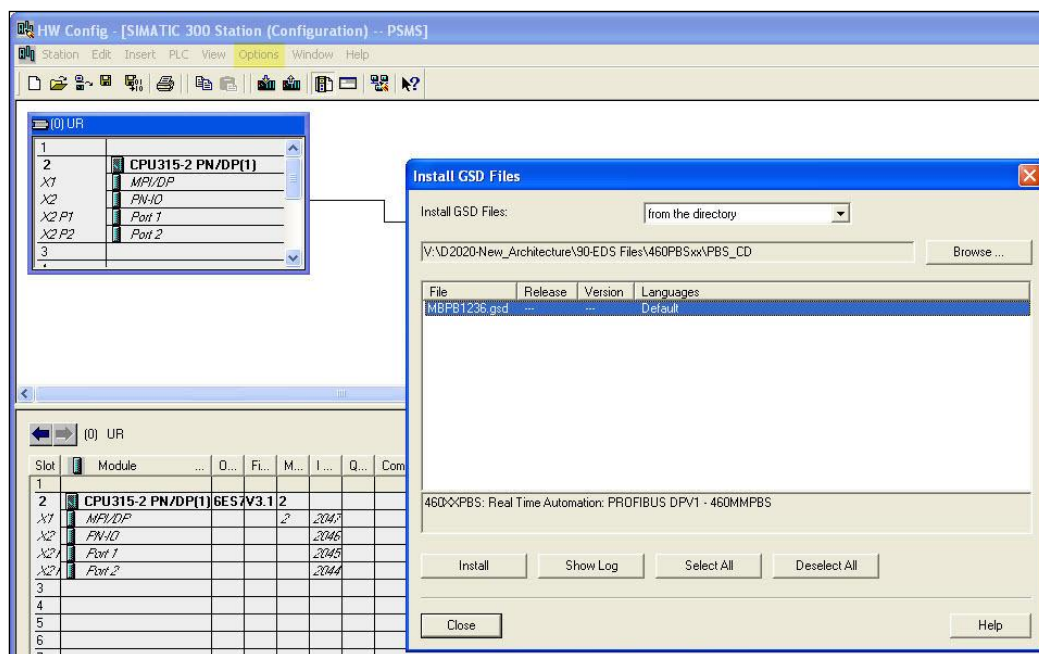 HW Config - [SIMATIC 300 Station (Configuration) -- PSMS]
Station Edit Insert PLC View Options Window Help
(0) UR
1
2 CPU315-2 PN/DP(1)
X1 MPI/DP
X2 PN-IO
X2 P1 Port 1
X2 P2 Port 2
3
Install GSD Files
Install GSD Files: from the directory
V:\D2020-New_Architecture\90-EDS Files\460PBSxx\PBS_CD Browse ...
File Release Version Languages
MBPB1236.gsd --- --- Default
460XXPBS: Real Time Automation: PROFIBUS DPV1 - 460MMPBS
Install Show Log Select All Deselect All
Close Help
(0) UR
Slot Module ... O... Fi... M... I ... Q... Com
1
2 CPU315-2 PN/DP(1) 6ES7 V3.1 2
X1 MPI/DP 2 2047
X2 PN-IO 2046
X2 Port 1 2045
X2 Port 2 2044
3
4
5
6